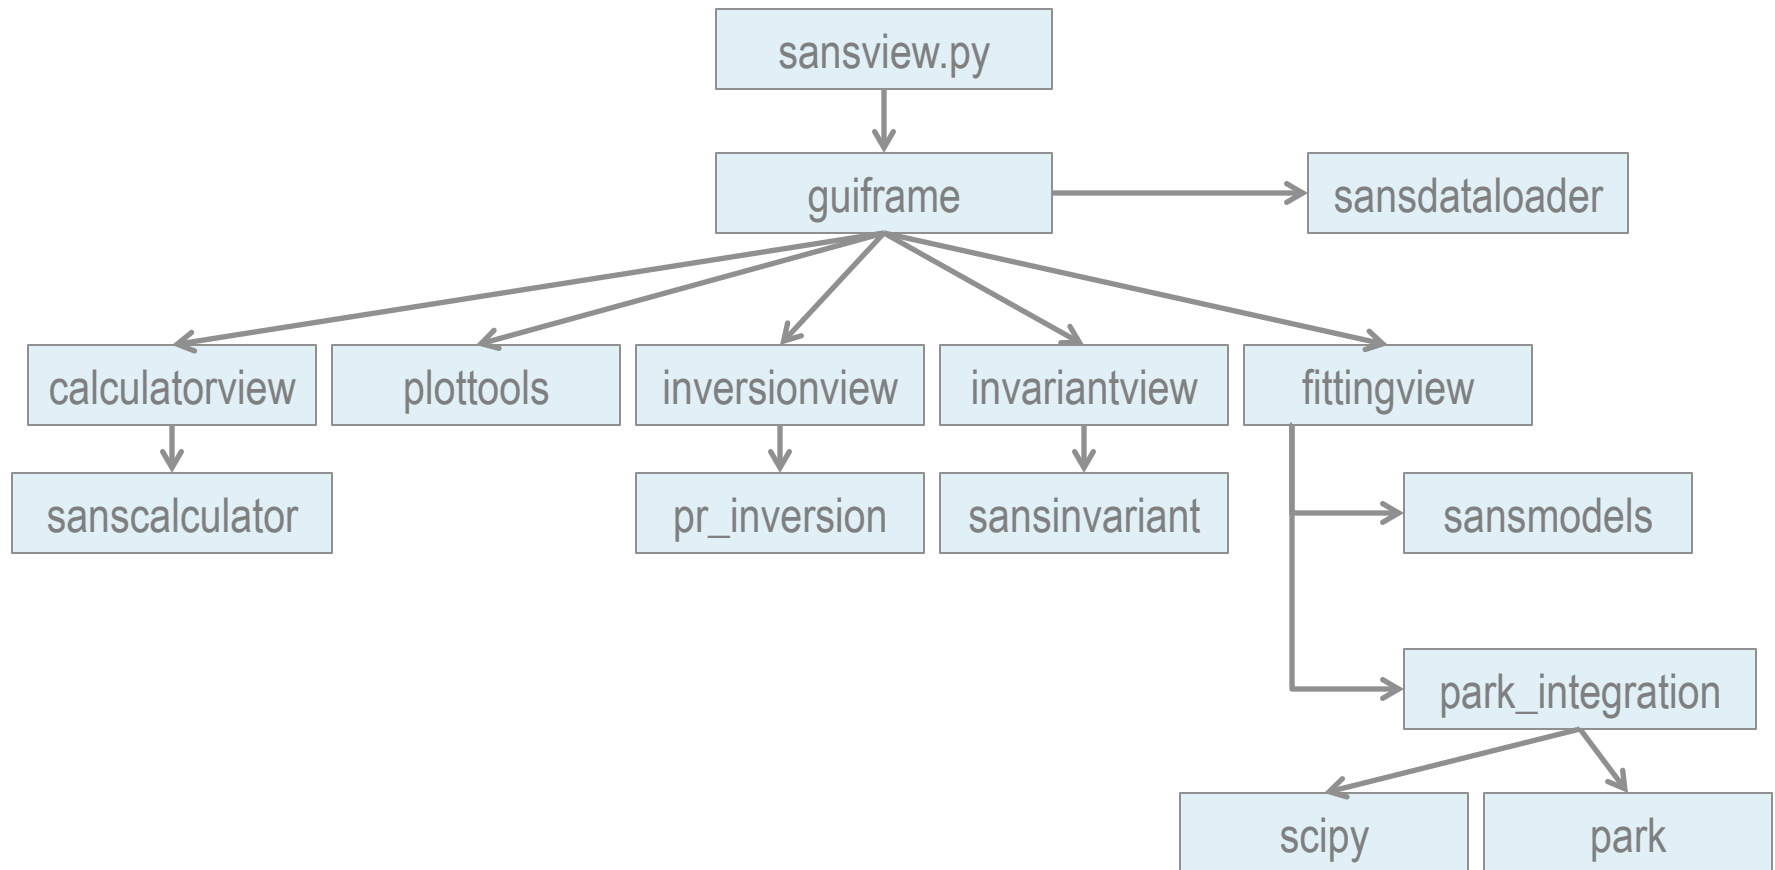 sansview.py
guiframe
sansdataloader
calculatorview
plottools
inversionview
invariantview
fittingview
sanscalculator
pr_inversion
sansinvariant
sansmodels
park_integration
scipy
park